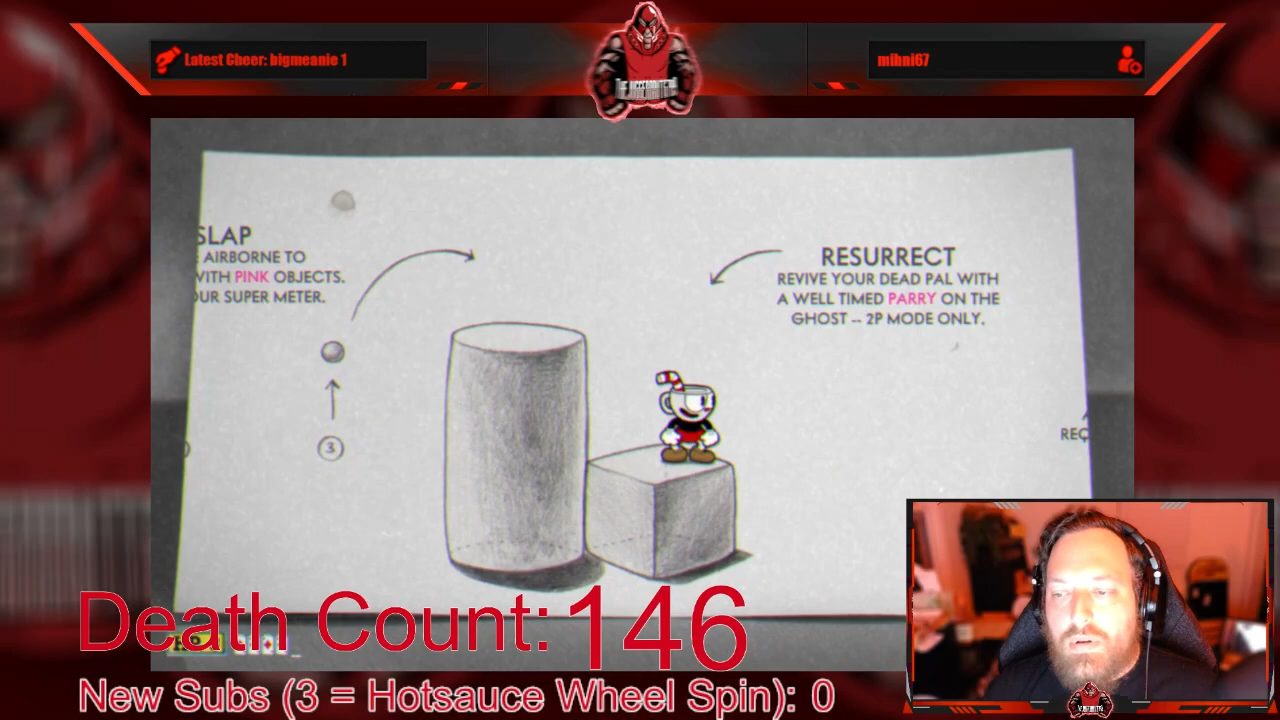 Latest Cheer: bigmeanie 1
mihni67
SLAP
AIRBORNE TO
WITH PINK OBJECTS.
OUR SUPER METER.
3
RESURRECT
REVIVE YOUR DEAD PAL WITH
A WELL TIMED PARRY ON THE
GHOST -- 2P MODE ONLY.
REC
Death Count: 146
New Subs (3 = Hotsauce Wheel Spin): 0